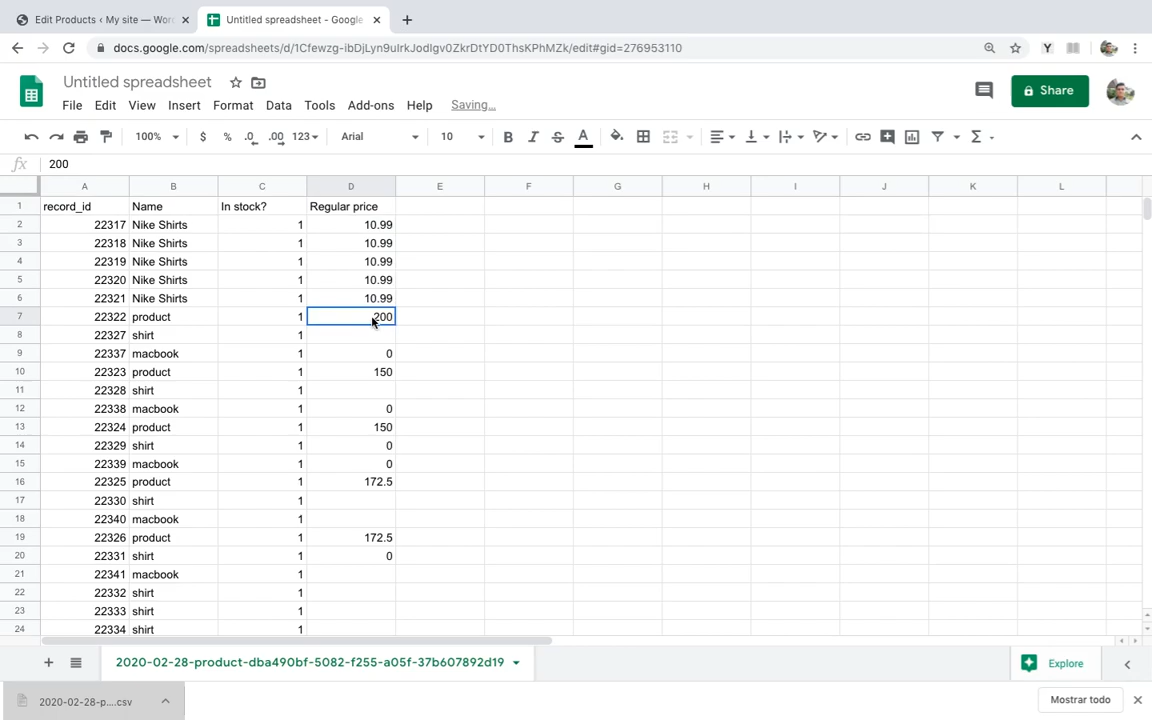 Edit Products ‹ My site — Wor
Untitled spreadsheet - Google
docs.google.com/spreadsheets/d/1Cfewzg-ibDjLyn9uIrkJodIgv0ZkrDtYD0ThsKPhMZk/edit#gid=276953110
Untitled spreadsheet
Share
File Edit View Insert Format Data Tools Add-ons Help Saving...
100% $ % .0 .00 123 Arial 10 B I S A Σ
fx 200
A B C D E F G H I J K L
1 record_id Name In stock? Regular price
2 22317 Nike Shirts 1 10.99
3 22318 Nike Shirts 1 10.99
4 22319 Nike Shirts 1 10.99
5 22320 Nike Shirts 1 10.99
6 22321 Nike Shirts 1 10.99
7 22322 product 1 200
8 22327 shirt 1
9 22337 macbook 1 0
10 22323 product 1 150
11 22328 shirt 1
12 22338 macbook 1 0
13 22324 product 1 150
14 22329 shirt 1 0
15 22339 macbook 1 0
16 22325 product 1 172.5
17 22330 shirt 1
18 22340 macbook 1
19 22326 product 1 172.5
20 22331 shirt 1 0
21 22341 macbook 1
22 22332 shirt 1
23 22333 shirt 1
24 22334 shirt 1
2020-02-28-product-dba490bf-5082-f255-a05f-37b607892d19
Explore
2020-02-28-p....csv
Mostrar todo